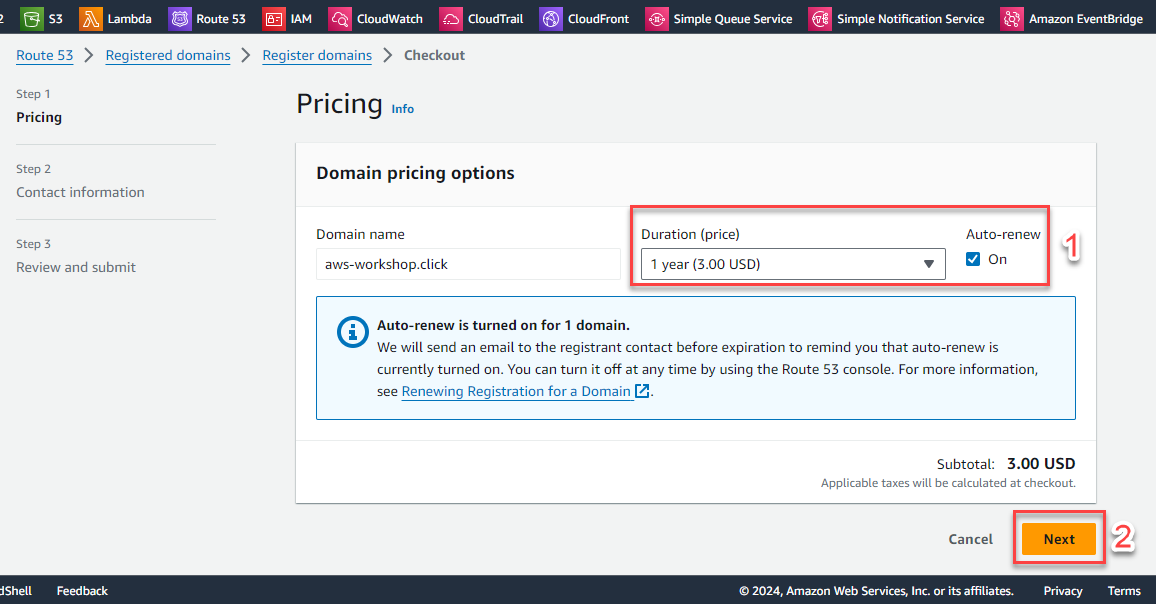 2 S3 Lambda Route 53 IAM CloudWatch CloudTrail CloudFront Simple Queue Service Simple Notification Service Amazon EventBridge
Route 53 > Registered domains > Register domains > Checkout
Step 1
Pricing
Step 2
Contact information
Step 3
Review and submit
Pricing Info
Domain pricing options
Domain name
aws-workshop.click
Duration (price)
1 year (3.00 USD)
Auto-renew
On
1
Auto-renew is turned on for 1 domain.
We will send an email to the registrant contact before expiration to remind you that auto-renew is
currently turned on. You can turn it off at any time by using the Route 53 console. For more information,
see Renewing Registration for a Domain.
Subtotal: 3.00 USD
Applicable taxes will be calculated at checkout.
Cancel Next 2
dShell Feedback © 2024, Amazon Web Services, Inc. or its affiliates. Privacy Terms